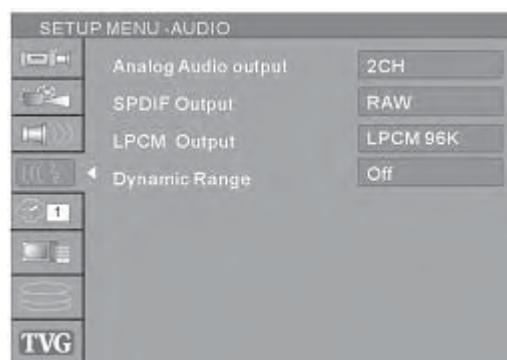 SETUP MENU -AUDIO
Analog Audio output 2CH
SPDIF Output RAW
LPCM Output LPCM 96K
Dynamic Range Off
1
TVG